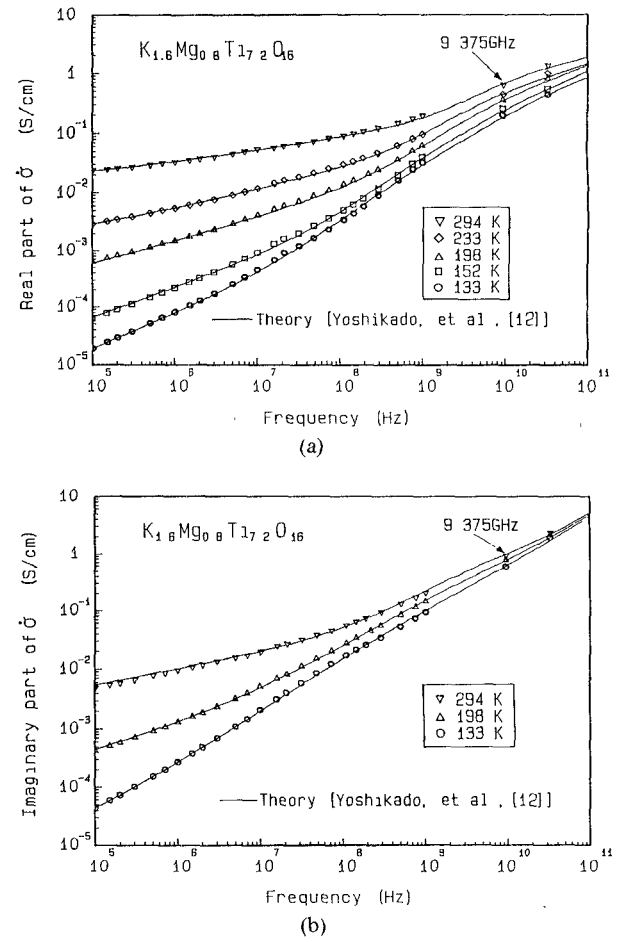 K₁.₆Mg₀ ₈Ti₇ ₂O₁₆
9 375GHz
Real part of σ̇ (S/cm)
10
1
10⁻¹
10⁻²
10⁻³
10⁻⁴
10⁻⁵
▽ 294 K
◇ 233 K
△ 198 K
□ 152 K
○ 133 K
Theory [Yoshikado, et al , [12]]
10⁵ 10⁶ 10⁷ 10⁸ 10⁹ 10¹⁰ 10¹¹
Frequency (Hz)
(a)
K₁ ₆Mg₀ ₈Ti₇ ₂O₁₆
9 375GHz
Imaginary part of σ̇ (S/cm)
10
1
10⁻¹
10⁻²
10⁻³
10⁻⁴
10⁻⁵
▽ 294 K
△ 198 K
○ 133 K
Theory [Yoshikado, et al , [12]]
10⁵ 10⁶ 10⁷ 10⁸ 10⁹ 10¹⁰ 10¹¹
Frequency (Hz)
(b)